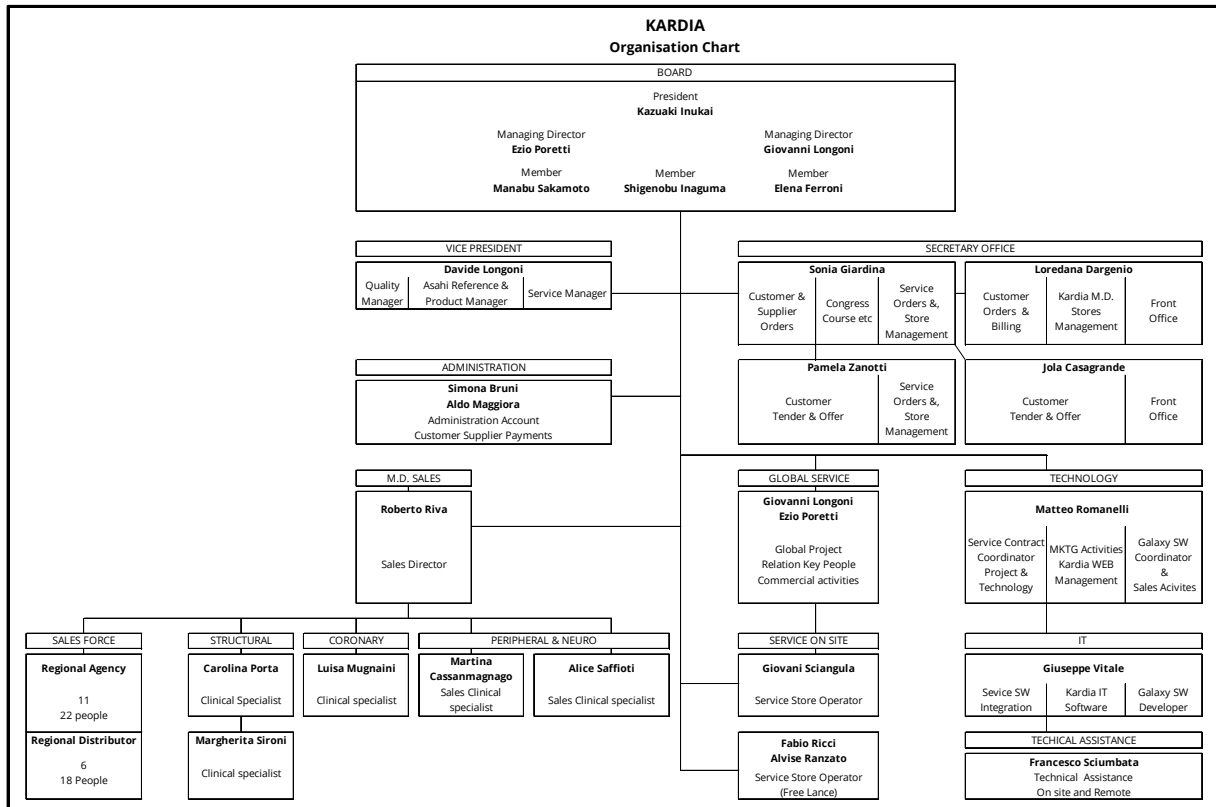 KARDIA
Organisation Chart
BOARD
President
Kazuaki Inukai
Managing Director
Ezio Poretti
Managing Director
Giovanni Longoni
Member
Manabu Sakamoto
Member
Shigenobu Inaguma
Member
Elena Ferroni
VICE PRESIDENT
Davide Longoni
Quality
Manager
Asahi Reference &
Product Manager
Service Manager
SECRETARY OFFICE
Sonia Giardina
Customer &
Supplier
Orders
Congress
Course etc
Service
Orders &,
Store
Management
Loredana Dargenio
Customer
Orders &
Billing
Kardia M.D.
Stores
Management
Front
Office
ADMINISTRATION
Simona Bruni
Aldo Maggiora
Administration Account
Customer Supplier Payments
Pamela Zanotti
Customer
Tender & Offer
Service
Orders &,
Store
Management
Jola Casagrande
Customer
Tender & Offer
Front
Office
M.D. SALES
Roberto Riva
Sales Director
GLOBAL SERVICE
Giovanni Longoni
Ezio Poretti
Global Project
Relation Key People
Commercial activities
TECHNOLOGY
Matteo Romanelli
Service Contract
Coordinator
Project &
Technology
MKTG Activities
Kardia WEB
Management
Galaxy SW
Coordinator
&
Sales Acivites
SALES FORCE
Regional Agency
11
22 people
Regional Distributor
6
18 People
STRUCTURAL
Carolina Porta
Clinical Specialist
Margherita Sironi
Clinical specialist
CORONARY
Luisa Mugnaini
Clinical specialist
PERIPHERAL & NEURO
Martina
Cassanmagnago
Sales Clinical
specialist
Alice Saffioti
Sales Clinical specialist
SERVICE ON SITE
Giovani Sciangula
Service Store Operator
Fabio Ricci
Alvise Ranzato
Service Store Operator
(Free Lance)
IT
Giuseppe Vitale
Sevice SW
Integration
Kardia IT
Software
Galaxy SW
Developer
TECHICAL ASSISTANCE
Francesco Sciumbata
Technical Assistance
On site and Remote